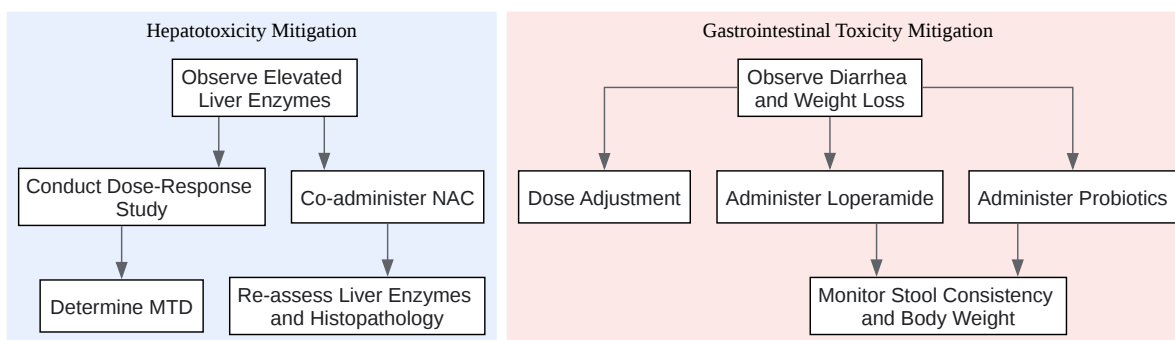 Hepatotoxicity Mitigation
Observe Elevated
Liver Enzymes
Conduct Dose-Response
Study
Co-administer NAC
Determine MTD
Re-assess Liver Enzymes
and Histopathology
Gastrointestinal Toxicity Mitigation
Observe Diarrhea
and Weight Loss
Dose Adjustment
Administer Loperamide
Administer Probiotics
Monitor Stool Consistency
and Body Weight